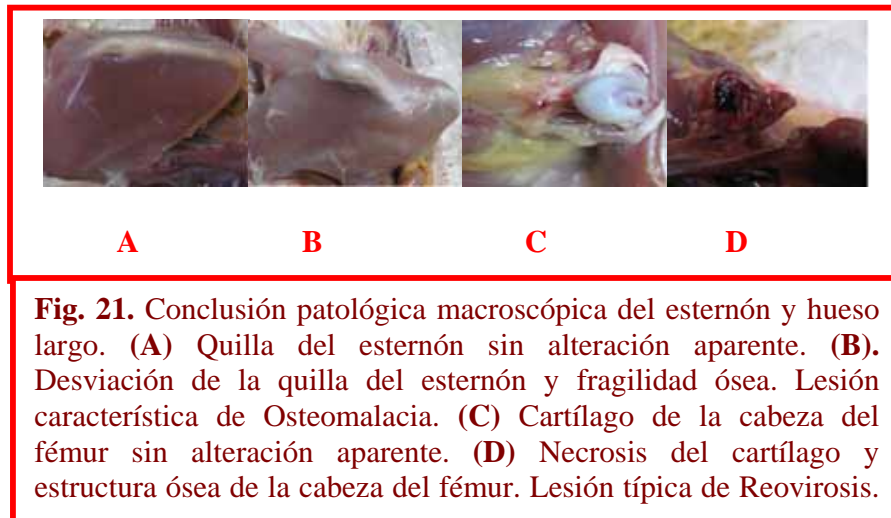 A B C D
Fig. 21. Conclusión patológica macroscópica del esternón y hueso
largo. (A) Quilla del esternón sin alteración aparente. (B).
Desviación de la quilla del esternón y fragilidad ósea. Lesión
característica de Osteomalacia. (C) Cartílago de la cabeza del
fémur sin alteración aparente. (D) Necrosis del cartílago y
estructura ósea de la cabeza del fémur. Lesión típica de Reovirosis.